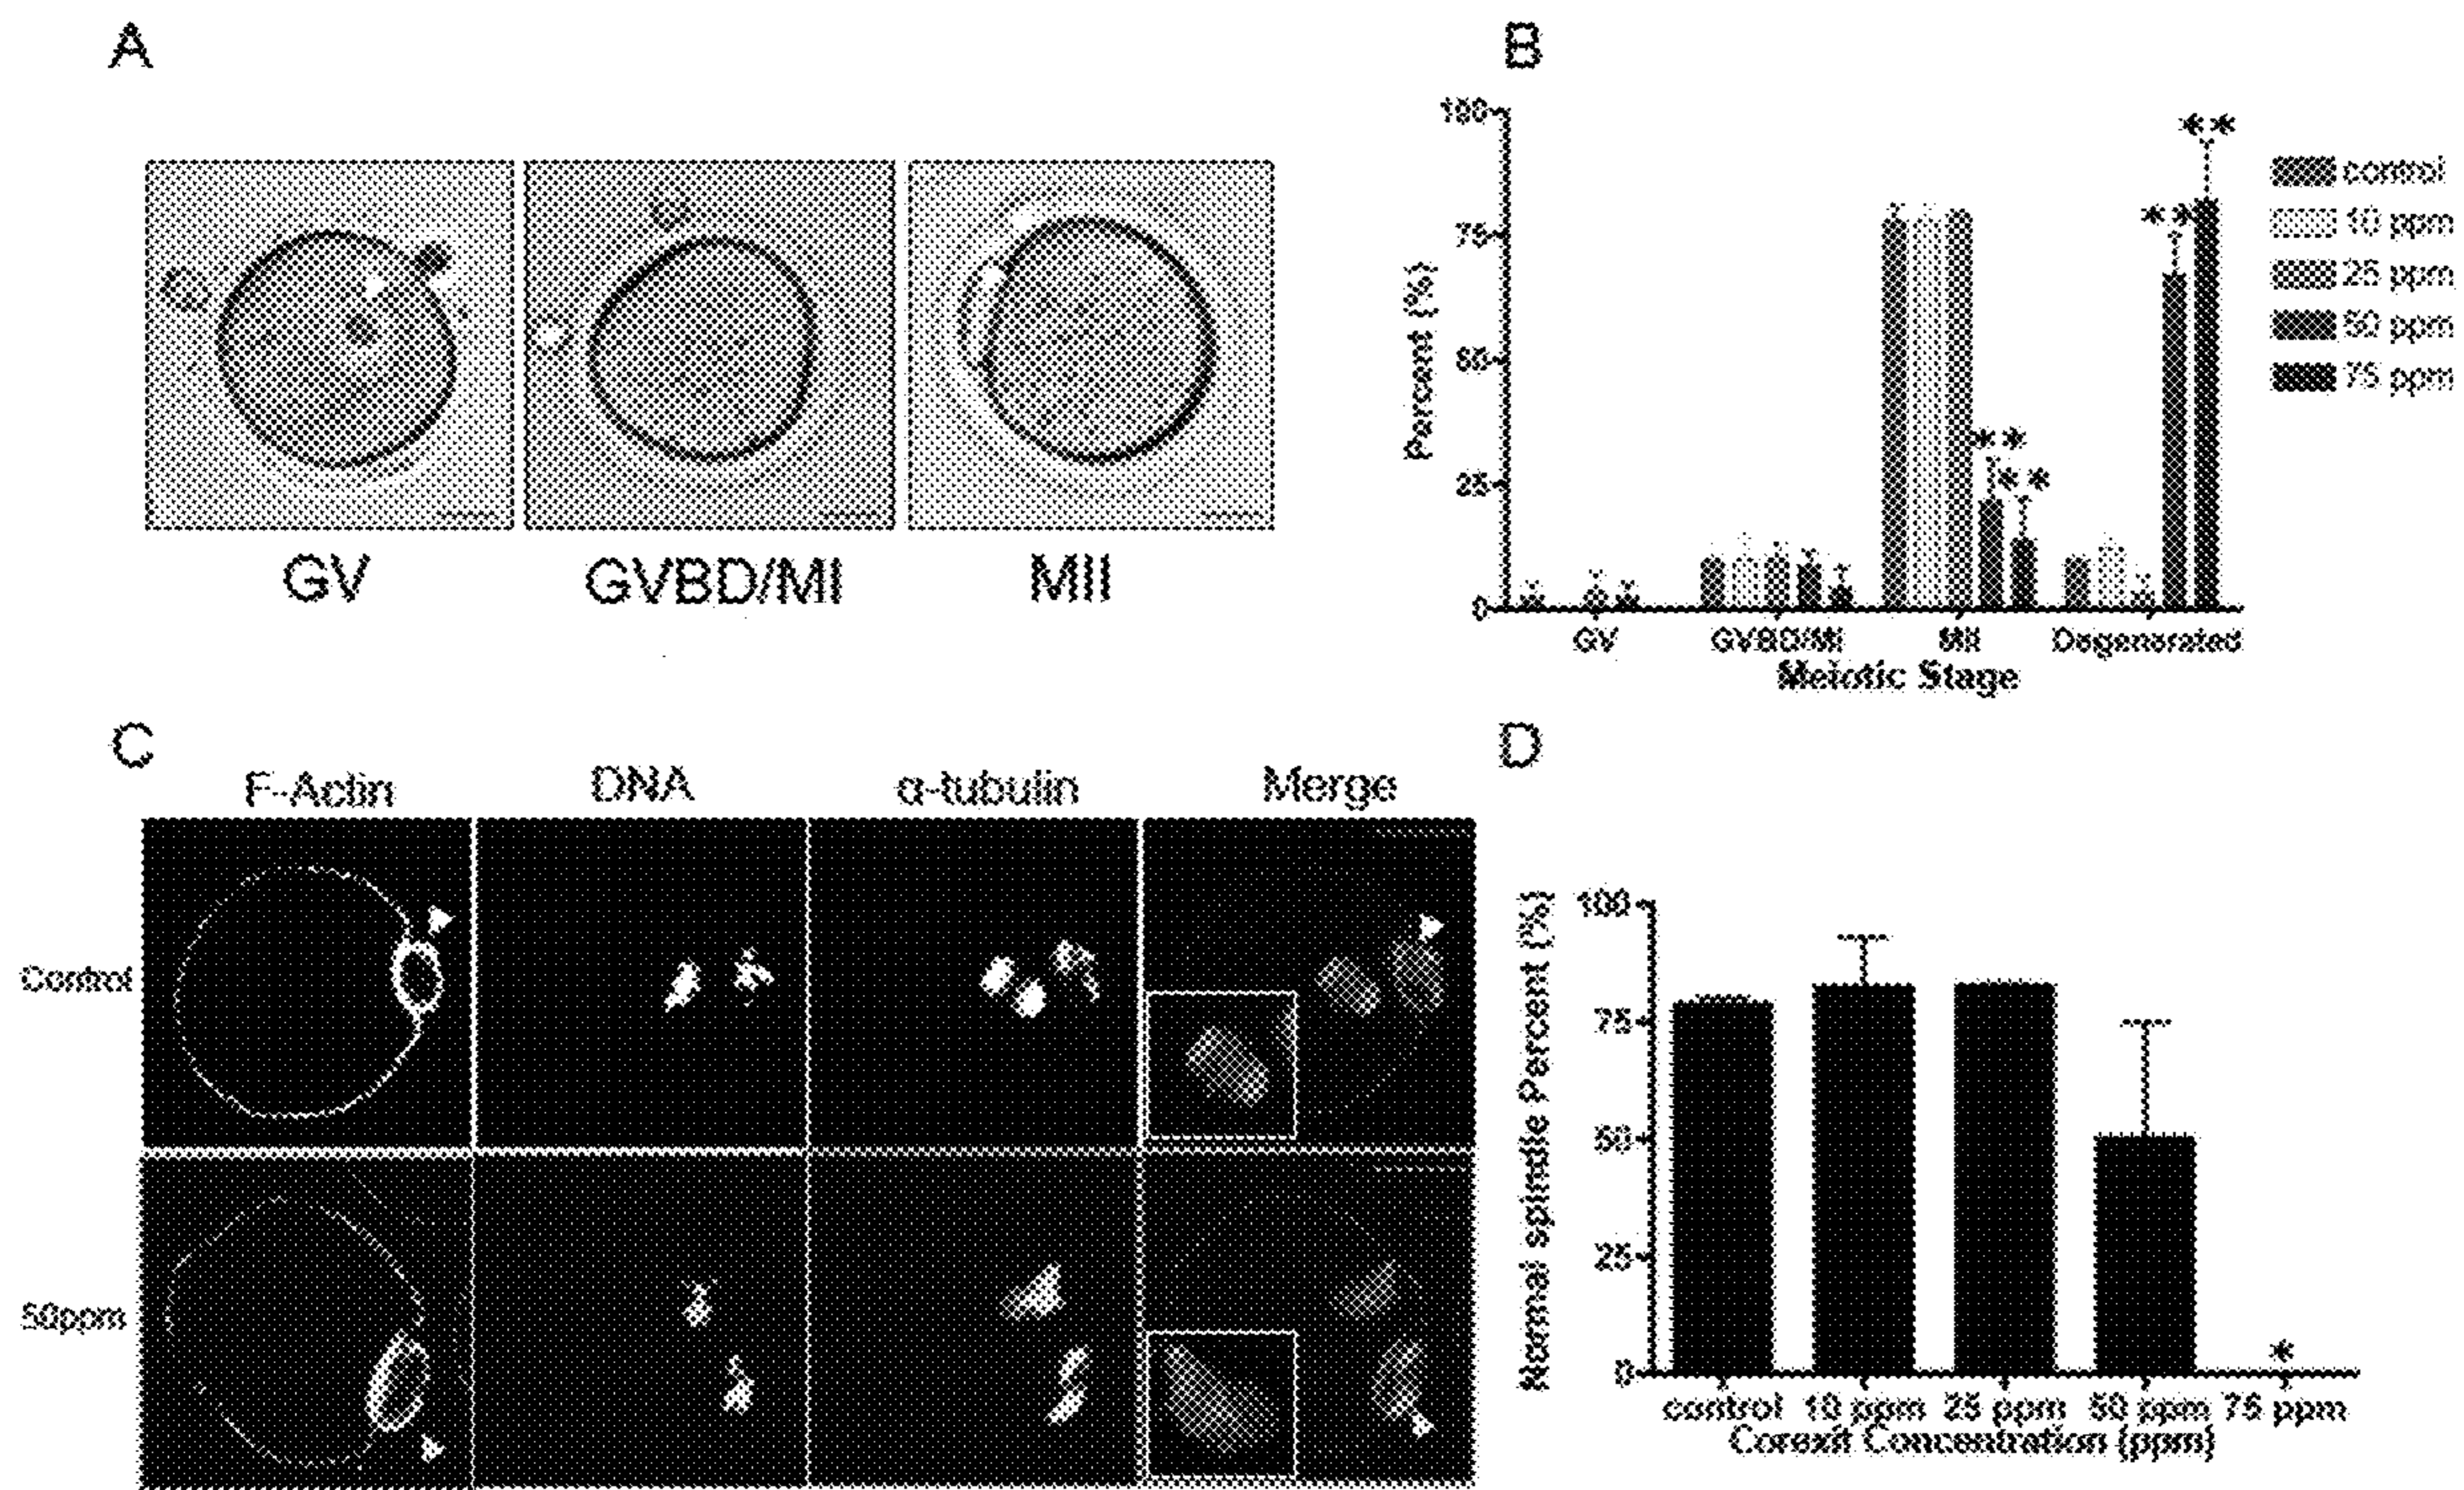 A
GV
GVBD/MI
MII
B
Percent (%)
100
75
50
25
0
** **
** **
GV GVBD/MI MII Degenerated
Meiotic Stage
control
10 ppm
25 ppm
50 ppm
75 ppm
C
F-Actin DNA α-tubulin Merge
Control
50ppm
D
Normal spindle Percent (%)
100
75
50
25
0
*
control 10 ppm 25 ppm 50 ppm 75 ppm
Corexit Concentration (ppm)